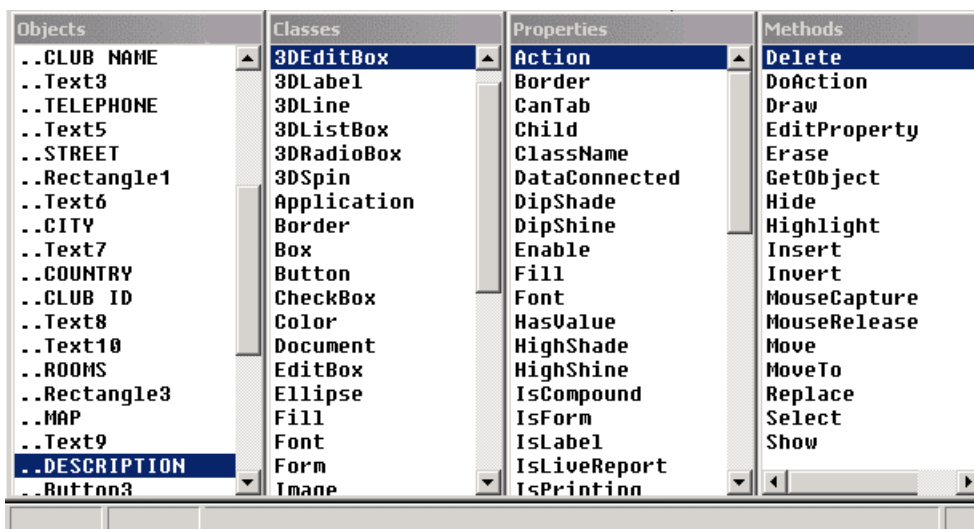 Objects
..CLUB NAME
..Text3
..TELEPHONE
..Text5
..STREET
..Rectangle1
..Text6
..CITY
..Text7
..COUNTRY
..CLUB ID
..Text8
..Text10
..ROOMS
..Rectangle3
..MAP
..Text9
..DESCRIPTION
..Button3
Classes
3DEditBox
3DLabel
3DLine
3DListBox
3DRadioBox
3DSpin
Application
Border
Box
Button
CheckBox
Color
Document
EditBox
Ellipse
Fill
Font
Form
Image
Properties
Action
Border
CanTab
Child
ClassName
DataConnected
DipShade
DipShine
Enable
Fill
Font
HasValue
HighShade
HighShine
IsCompound
IsForm
IsLabel
IsLiveReport
IsPrinting
Methods
Delete
DoAction
Draw
EditProperty
Erase
GetObject
Hide
Highlight
Insert
Invert
MouseCapture
MouseRelease
Move
MoveTo
Replace
Select
Show